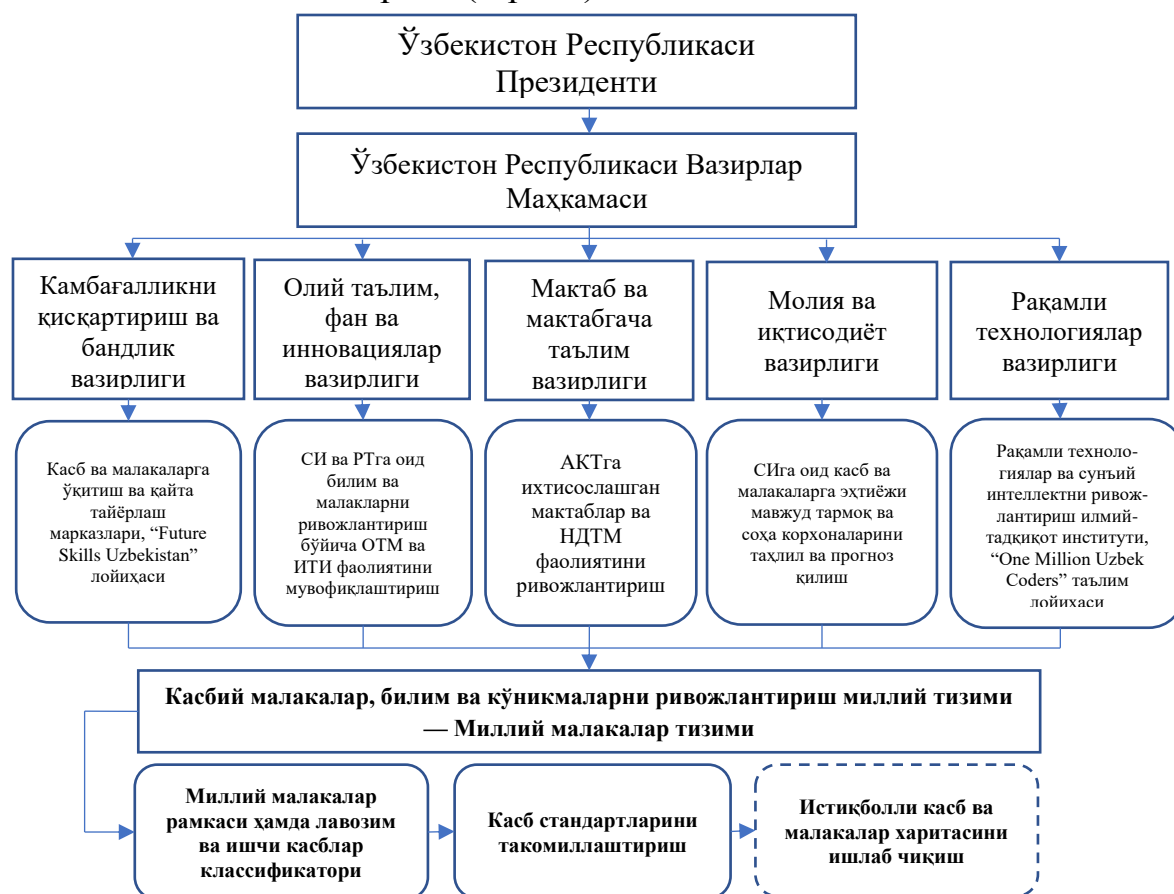 Ўзбекистон Республикаси
Президенти
Ўзбекистон Республикаси Вазирлар
Маҳкамаси
Камбағалликни
қисқартириш ва
бандлик
вазирлиги
Олий таълим,
фан ва
инновациялар
вазирлиги
Мактаб ва
мактабгача
таълим
вазирлиги
Молия ва
иқтисодиёт
вазирлиги
Рақамли
технологиялар
вазирлиги
Касб ва малакаларга
ўқитиш ва қайта
тайёрлаш
марказлари, “Future
Skills Uzbekistan”
лойиҳаси
СИ ва РТга оид
билим ва
малакларни
ривожлантириш
бўйича ОТМ ва
ИТИ фаолиятини
мувофиқлаштириш
АКТга
ихтисослашган
мактаблар ва
НДТМ
фаолиятини
ривожлантириш
СИга оид касб ва
малакаларга эҳтиёжи
мавжуд тармоқ ва
соҳа корхоналарини
таҳлил ва прогноз
қилиш
Рақамли техноло-
гиялар ва сунъий
интеллектни ривож-
лантириш илмий-
тадқиқот институти,
“One Million Uzbek
Coders” таълим
лойиҳаси
Касбий малакалар, билим ва кўникмаларни ривожлантириш миллий тизими
— Миллий малакалар тизими
Миллий малакалар
рамкаси ҳамда лавозим
ва ишчи касблар
классификатори
Касб стандартларини
такомиллаштириш
Истиқболли касб ва
малакалар харитасини
ишлаб чиқиш